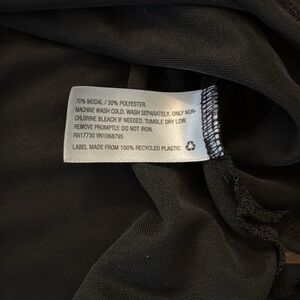 70% MODAL / 30% POLYESTER
MACHINE WASH COLD. WASH SEPARATELY. ONLY NON-
CHLORINE BLEACH IF NEEDED. TUMBLE DRY LOW.
REMOVE PROMPTLY. DO NOT IRON.
RN17730 VN1068795
LABEL MADE FROM 100% RECYCLED PLASTIC